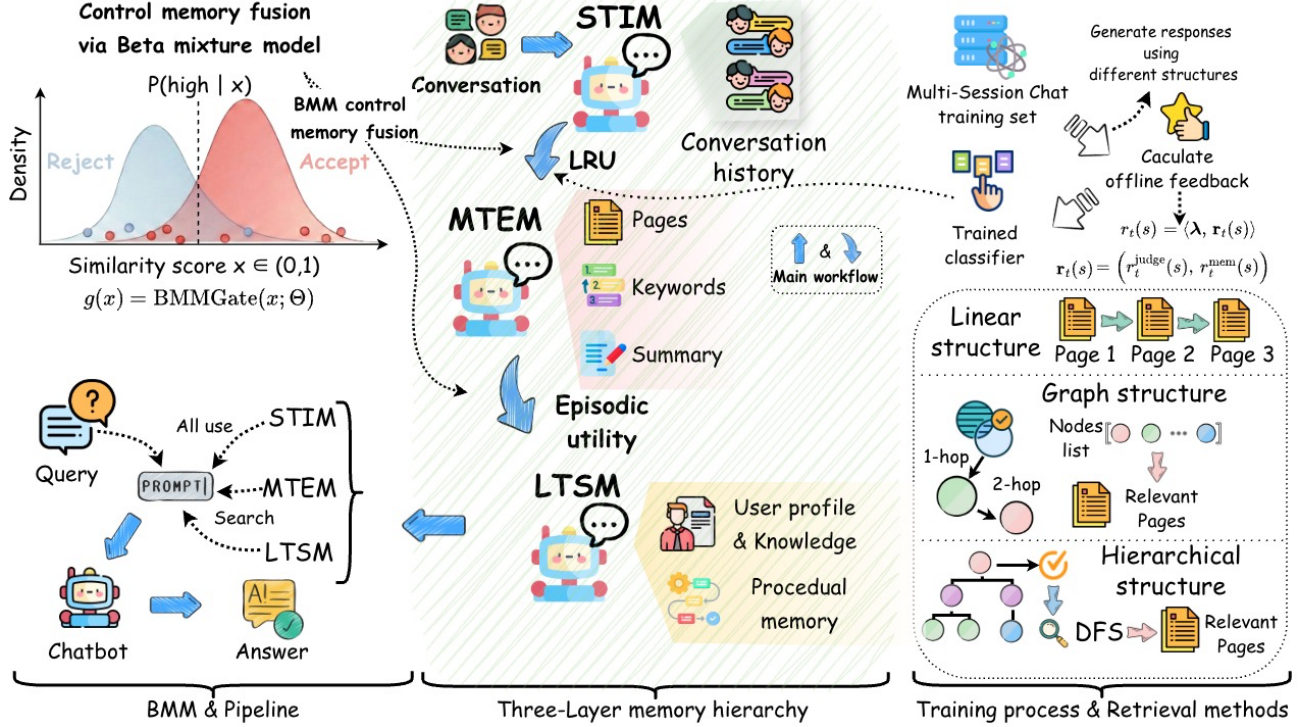 Control memory fusion
via Beta mixture model
P(high | x)
Density
Reject
Accept
Similarity score x ∈ (0,1)
g(x) = BMMGate(x; Θ)
BMM control
memory fusion
?
Query
All use
STIM
PROMPT
MTEM
Search
LTSM
Chatbot
AI
Answer
BMM & Pipeline
Conversation
STIM
LRU
Conversation
history
MTEM
Pages
1
2
3
Keywords
Summary
&
Main workflow
Episodic
utility
LTSM
User profile
& Knowledge
Procedual
memory
Three-Layer memory hierarchy
Multi-Session Chat
training set
Generate responses
using
different structures
Caculate
offline feedback
Trained
classifier
r_t(s) = ⟨λ, r_t(s)⟩
r_t(s) = (r_t^judge(s), r_t^mem(s))
Linear
structure
Page 1
Page 2
Page 3
Graph structure
1-hop
2-hop
Nodes
list
[ ... ]
Relevant
Pages
Hierarchical
structure
DFS
Relevant
Pages
Training process & Retrieval methods